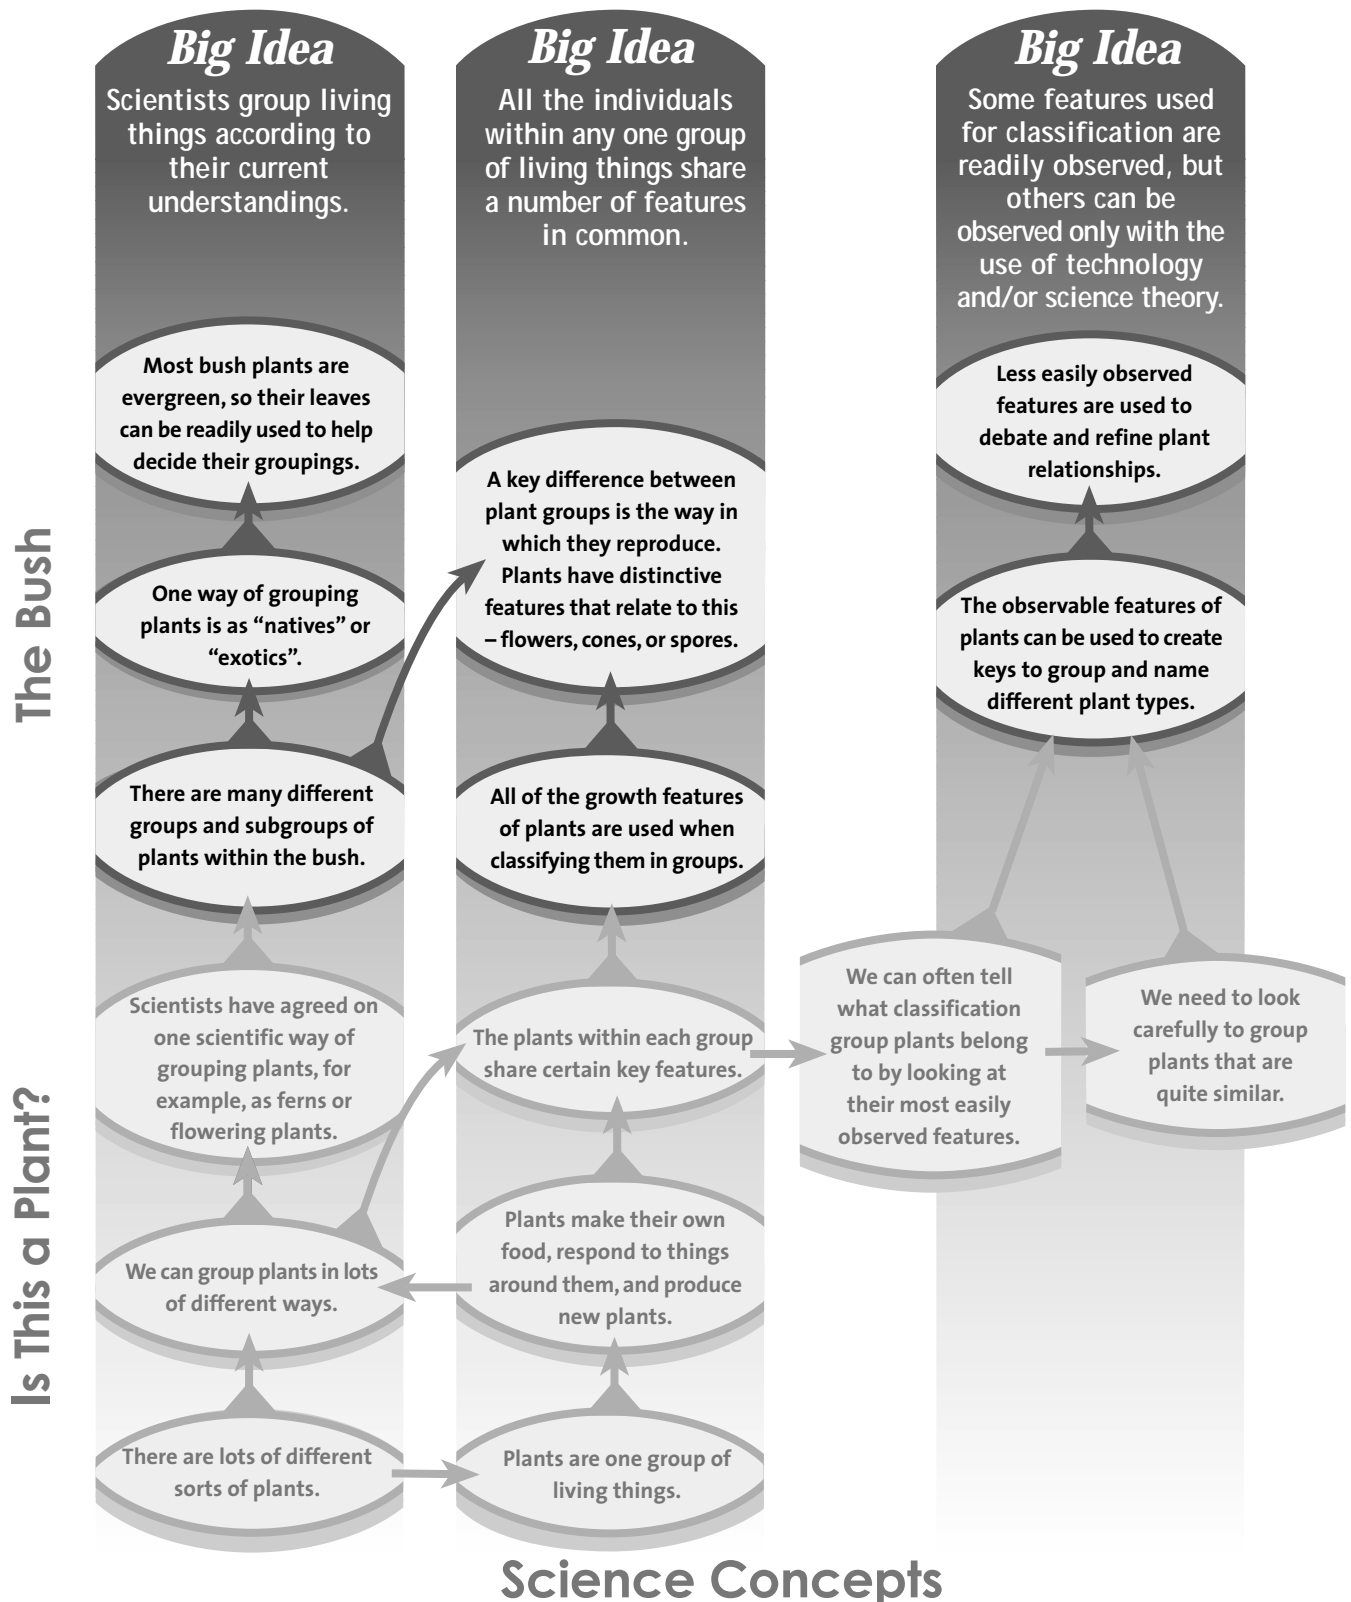 Big Idea
Scientists group living
things according to
their current
understandings.
Big Idea
All the individuals
within any one group
of living things share
a number of features
in common.
Big Idea
Some features used
for classification are
readily observed, but
others can be
observed only with the
use of technology
and/or science theory.
The Bush
Most bush plants are
evergreen, so their leaves
can be readily used to help
decide their groupings.
One way of grouping
plants is as “natives” or
“exotics”.
There are many different
groups and subgroups of
plants within the bush.
A key difference between
plant groups is the way in
which they reproduce.
Plants have distinctive
features that relate to this
– flowers, cones, or spores.
All of the growth features
of plants are used when
classifying them in groups.
Less easily observed
features are used to
debate and refine plant
relationships.
The observable features of
plants can be used to create
keys to group and name
different plant types.
Is This a Plant?
Scientists have agreed on
one scientific way of
grouping plants, for
example, as ferns or
flowering plants.
We can group plants in lots
of different ways.
There are lots of different
sorts of plants.
The plants within each group
share certain key features.
Plants make their own
food, respond to things
around them, and produce
new plants.
Plants are one group of
living things.
We can often tell
what classification
group plants belong
to by looking at
their most easily
observed features.
We need to look
carefully to group
plants that are
quite similar.
Science Concepts